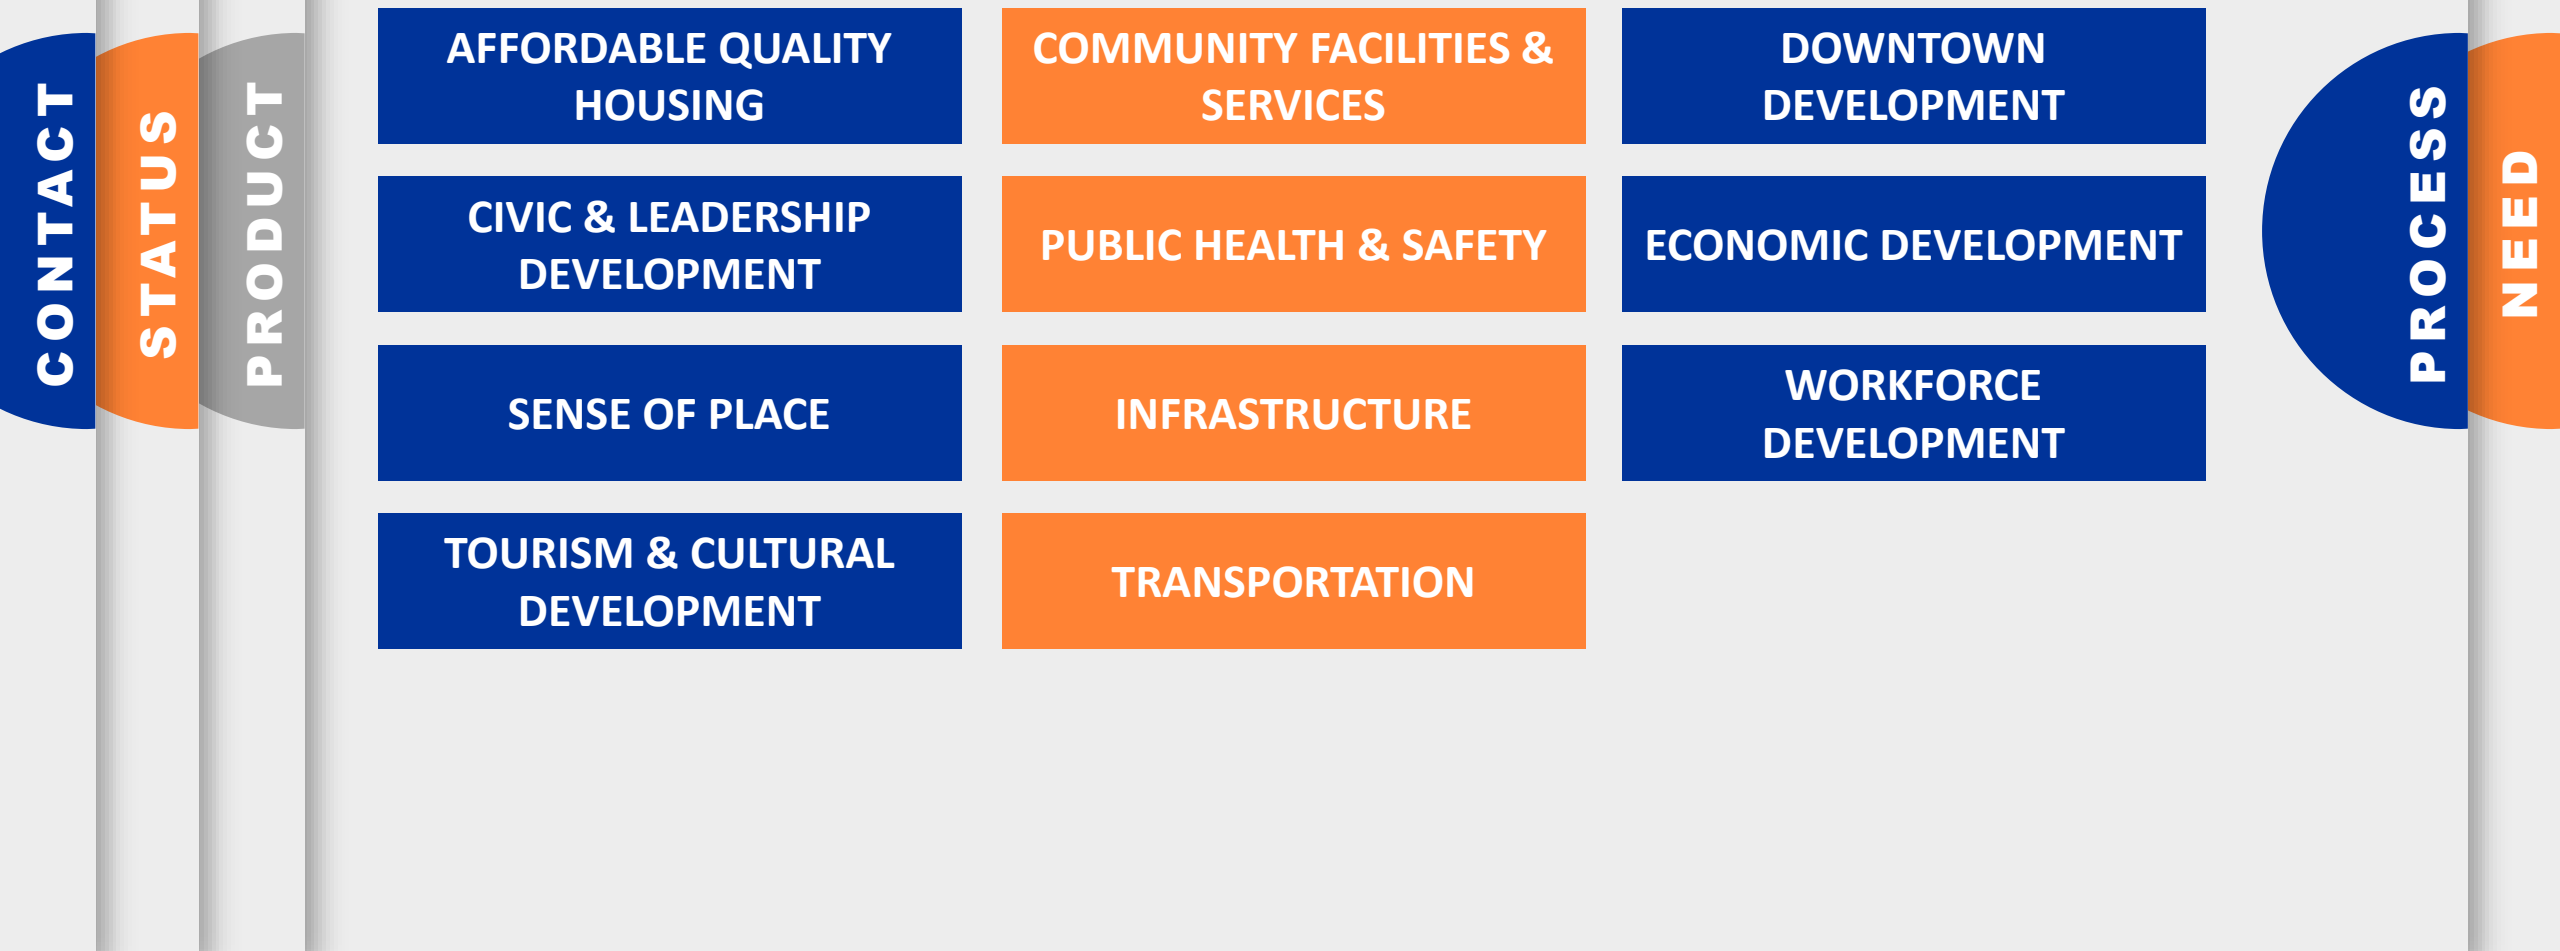 CONTACT
STATUS
PRODUCT
AFFORDABLE QUALITY
HOUSING
COMMUNITY FACILITIES &
SERVICES
DOWNTOWN
DEVELOPMENT
CIVIC & LEADERSHIP
DEVELOPMENT
PUBLIC HEALTH & SAFETY
ECONOMIC DEVELOPMENT
SENSE OF PLACE
INFRASTRUCTURE
WORKFORCE
DEVELOPMENT
TOURISM & CULTURAL
DEVELOPMENT
TRANSPORTATION
PROCESS
NEED